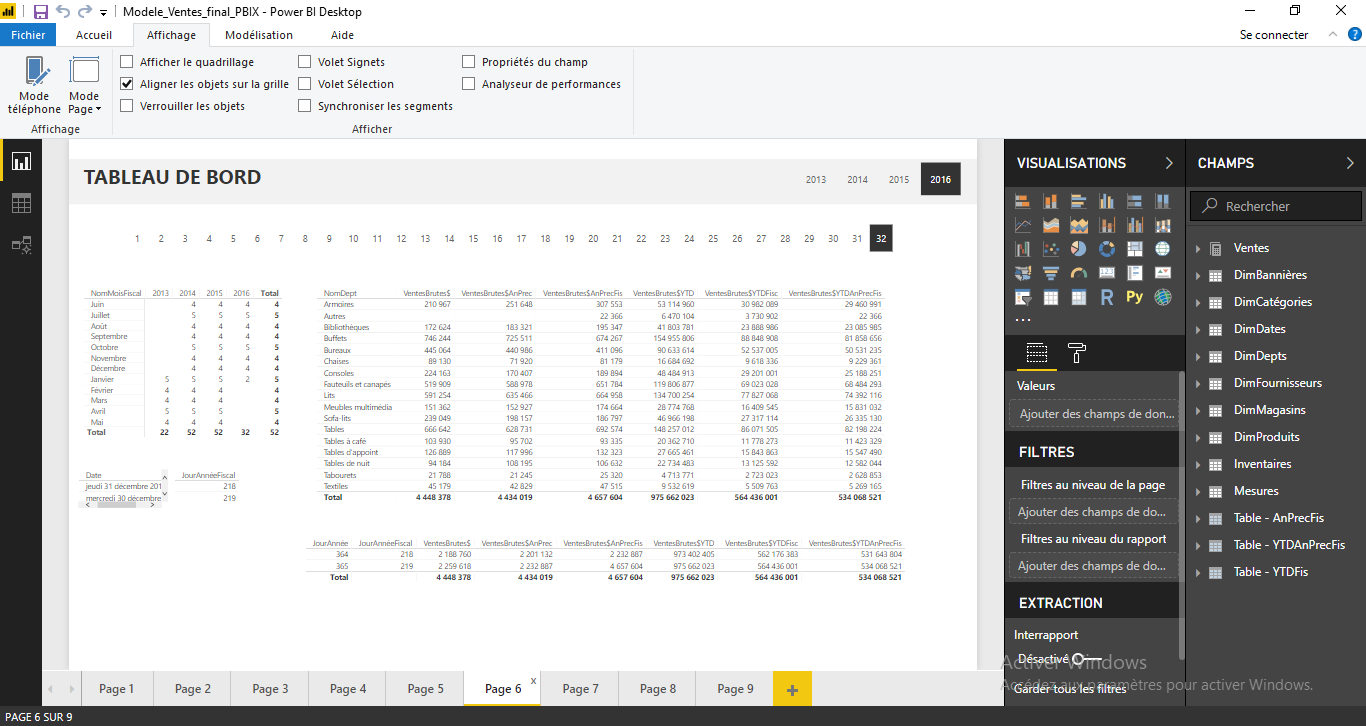 Modele_Ventes_final_PBIX - Power BI Desktop
Fichier Accueil Affichage Modélisation Aide Se connecter
Afficher le quadrillage Volet Signets Propriétés du champ
Aligner les objets sur la grille Volet Sélection Analyseur de performances
Mode téléphone Mode Page Verrouiller les objets Synchroniser les segments
Affichage Afficher
TABLEAU DE BORD
2013 2014 2015 2016
1 2 3 4 5 6 7 8 9 10 11 12 13 14 15 16 17 18 19 20 21 22 23 24 25 26 27 28 29 30 31 32
NomMoisFiscal 2013 2014 2015 2016 Total
Juin 4 4 4 4
Juillet 5 5 5 5
Août 4 4 4 4
Septembre 4 4 4 4
Octobre 5 5 5 5
Novembre 4 4 4 4
Décembre 4 4 4 4
Janvier 5 5 5 2 5
Février 4 4 4 4
Mars 4 4 4 4
Avril 5 5 5 5
Mai 4 4 4 4
Total 22 52 52 32 52
Date
jeudi 31 décembre 201
mercredi 30 décembre
JourAnnéeFiscal
218
219
NomDept VentesBrutes$ VentesBrutes$AnPrec VentesBrutes$AnPrecFis VentesBrutes$YTD VentesBrutes$YTDFisc VentesBrutes$YTDAnPrecFis
Armoires 210 967 251 648 307 553 53 114 960 30 982 089 29 460 991
Autres 22 366 6 470 104 3 730 902 22 366
Bibliothèques 172 624 183 321 195 347 41 803 781 23 888 986 23 085 985
Buffets 746 244 725 511 674 267 154 955 806 88 848 908 81 858 656
Bureaux 445 064 440 986 411 096 90 633 614 52 537 005 50 531 235
Chaises 89 130 71 920 81 179 16 684 692 9 618 336 9 229 361
Consoles 224 163 170 407 189 894 48 484 913 29 201 001 25 188 251
Fauteuils et canapés 519 909 588 978 651 784 119 806 877 69 023 028 68 484 293
Lits 591 254 635 466 664 958 134 700 254 77 827 068 74 392 116
Meubles multimédia 151 362 152 927 174 664 28 774 768 16 409 545 15 831 032
Sofa-lits 239 049 198 157 186 797 46 966 198 27 317 114 26 335 130
Tables 666 642 628 731 692 574 148 257 012 86 071 505 82 198 224
Tables à café 103 930 95 702 93 335 20 362 710 11 778 273 11 423 329
Tables d'appoint 126 889 117 996 132 323 27 665 461 15 843 863 15 547 490
Tables de nuit 94 184 108 195 106 632 22 734 483 13 125 592 12 582 044
Tabourets 21 788 21 245 25 320 4 713 771 2 723 023 2 628 853
Textiles 45 179 42 829 47 515 9 532 619 5 509 763 5 269 165
Total 4 448 378 4 434 019 4 657 604 975 662 023 564 436 001 534 068 521
JourAnnée JourAnnéeFiscal VentesBrutes$ VentesBrutes$AnPrec VentesBrutes$AnPrecFis VentesBrutes$YTD VentesBrutes$YTDFisc VentesBrutes$YTDAnPrecFis
364 218 2 188 760 2 201 132 2 232 887 973 402 405 562 176 383 531 643 804
365 219 2 259 618 2 232 887 4 657 604 975 662 023 564 436 001 534 068 521
Total 4 448 378 4 434 019 4 657 604 975 662 023 564 436 001 534 068 521
VISUALISATIONS
R Py
...
Valeurs
Ajouter des champs de don...
FILTRES
Filtres au niveau de la page
Ajouter des champs de do...
Filtres au niveau du rapport
Ajouter des champs de do...
EXTRACTION
Interrapport
Désactivé
Garder tous les filtres
CHAMPS
Rechercher
Ventes
DimBannières
DimCatégories
DimDates
DimDepts
DimFournisseurs
DimMagasins
DimProduits
Inventaires
Mesures
Table - AnPrecFis
Table - YTDAnPrecFis
Table - YTDFis
Activer Windows
Accédez aux paramètres pour activer Windows.
Page 1 Page 2 Page 3 Page 4 Page 5 Page 6 x Page 7 Page 8 Page 9 +
PAGE 6 SUR 9